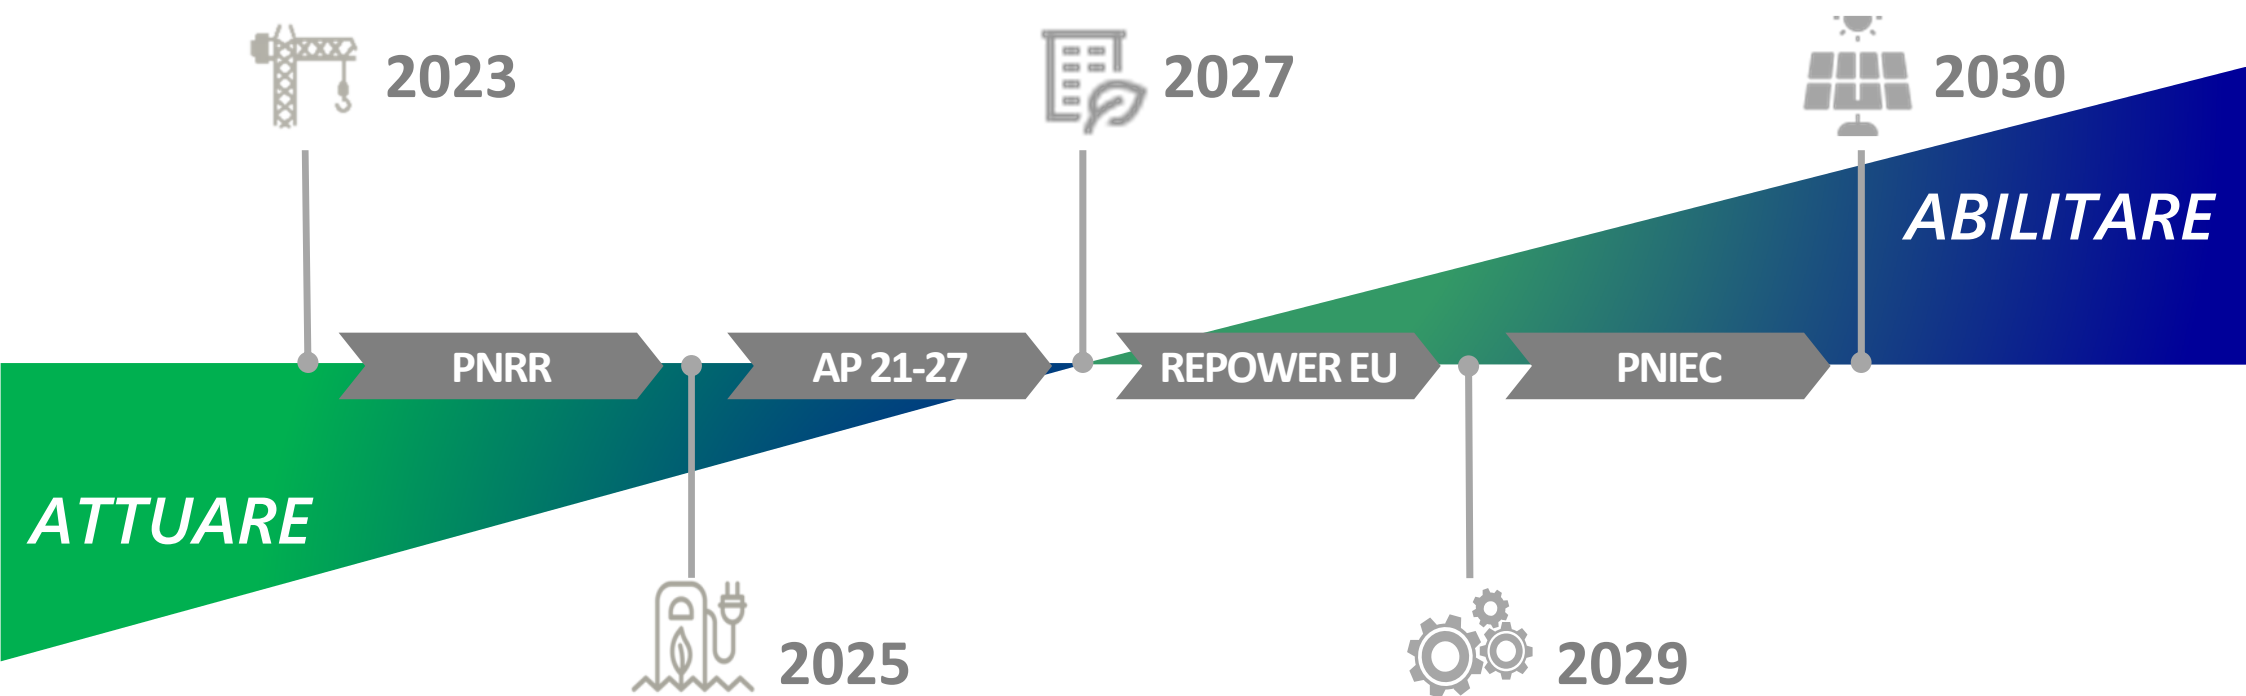 2023
2027
2030
ABILITARE
PNRR
AP 21-27
REPOWER EU
PNIEC
ATTUARE
2025
2029